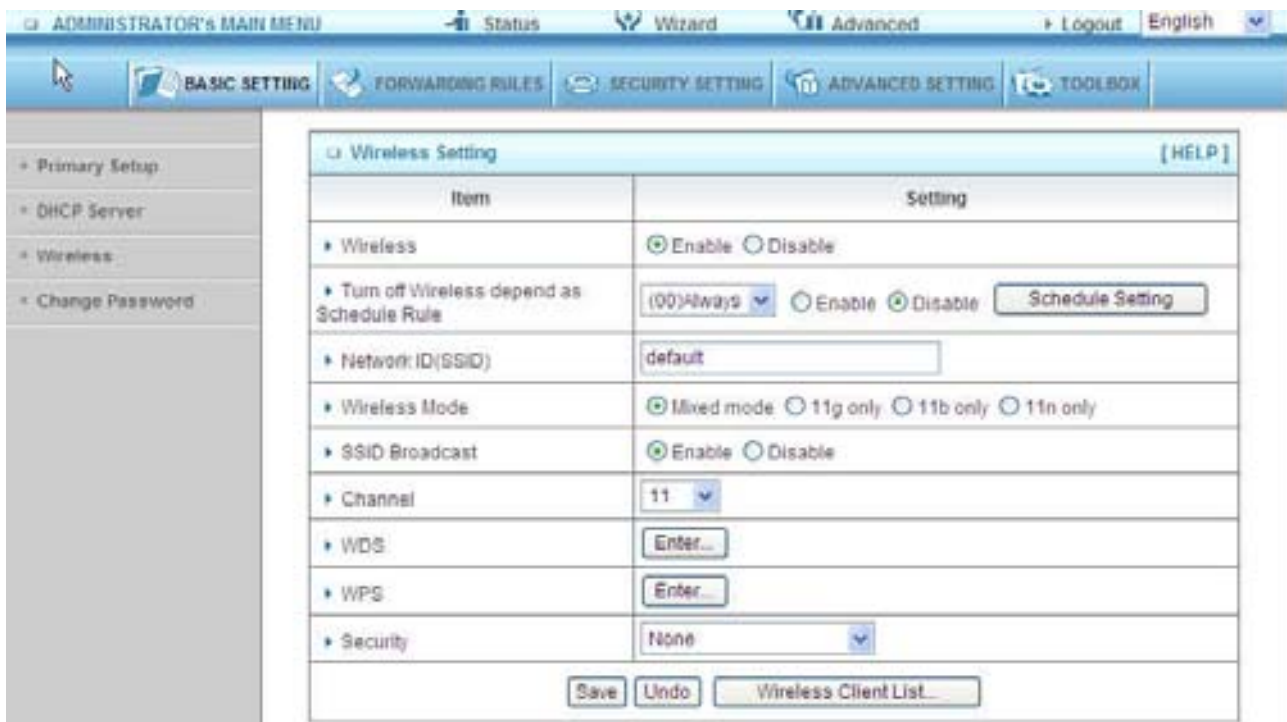 ADMINISTRATOR's MAIN MENU Status Wizard Advanced Logout English
BASIC SETTING FORWARDING RULES SECURITY SETTING ADVANCED SETTING TOOLBOX
Primary Setup
DHCP Server
Wireless
Change Password
Wireless Setting [HELP]
Item Setting
Wireless Enable Disable
Turn off Wireless depend as Schedule Rule (00)Always Enable Disable Schedule Setting
Network ID(SSID) default
Wireless Mode Mixed mode 11g only 11b only 11n only
SSID Broadcast Enable Disable
Channel 11
WDS Enter...
WPS Enter...
Security None
Save Undo Wireless Client List...